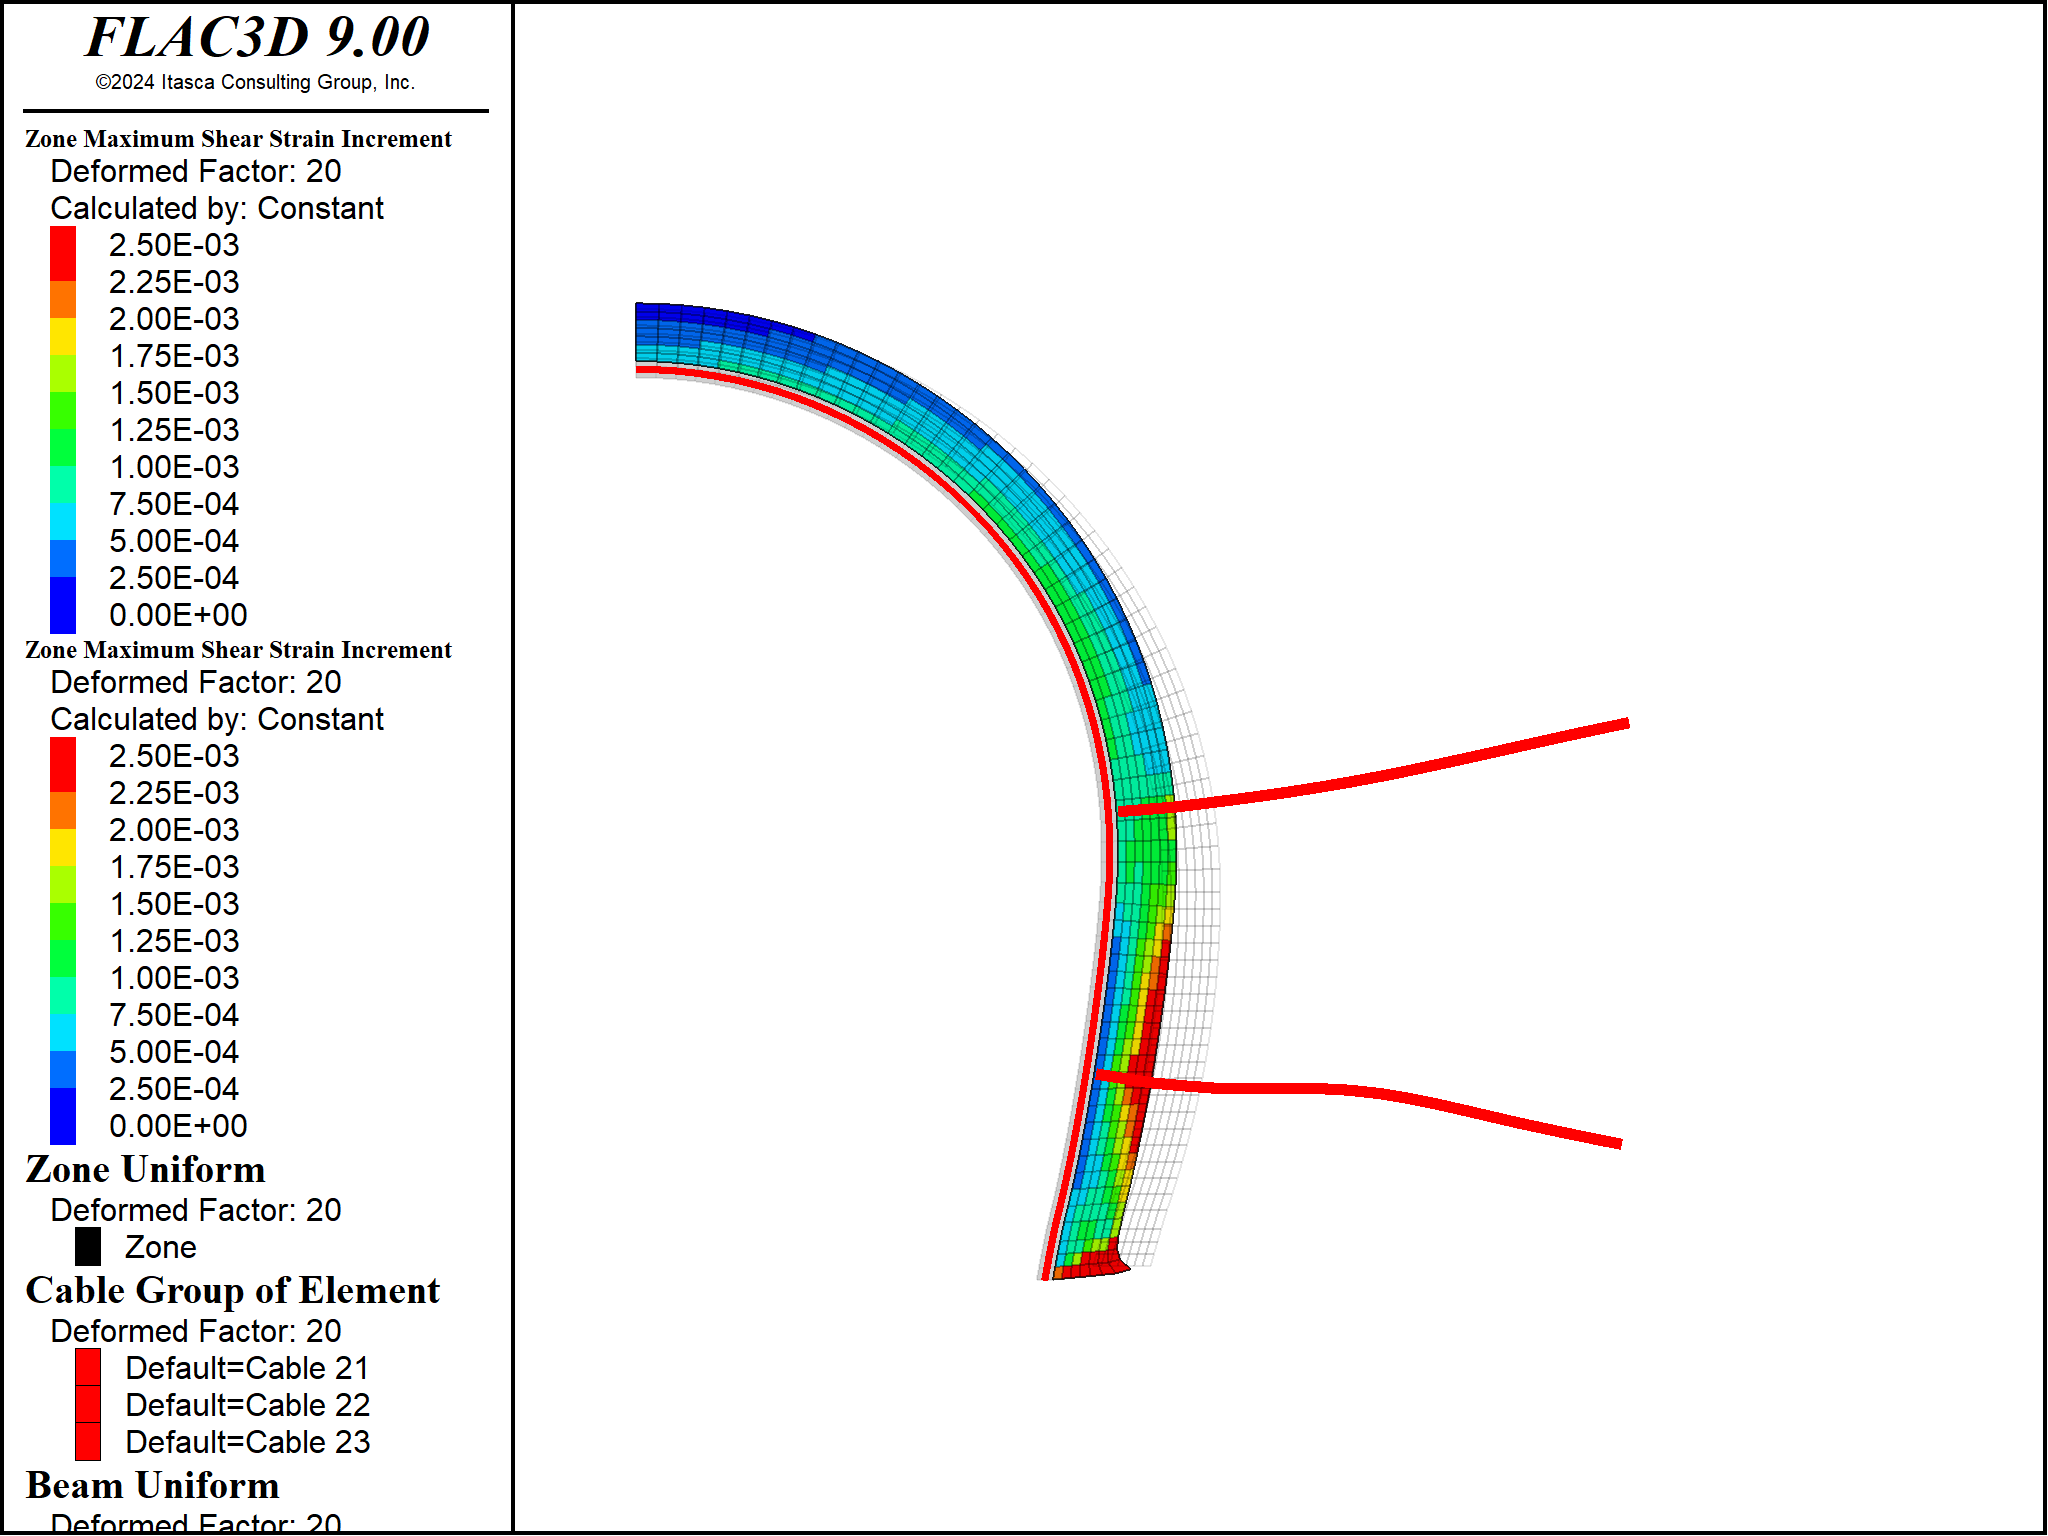 FLAC3D 9.00
©2024 Itasca Consulting Group, Inc.
Zone Maximum Shear Strain Increment
Deformed Factor: 20
Calculated by: Constant
2.50E-03
2.25E-03
2.00E-03
1.75E-03
1.50E-03
1.25E-03
1.00E-03
7.50E-04
5.00E-04
2.50E-04
0.00E+00
Zone Maximum Shear Strain Increment
Deformed Factor: 20
Calculated by: Constant
2.50E-03
2.25E-03
2.00E-03
1.75E-03
1.50E-03
1.25E-03
1.00E-03
7.50E-04
5.00E-04
2.50E-04
0.00E+00
Zone Uniform
Deformed Factor: 20
Zone
Cable Group of Element
Deformed Factor: 20
Default=Cable 21
Default=Cable 22
Default=Cable 23
Beam Uniform
Deformed Factor: 20